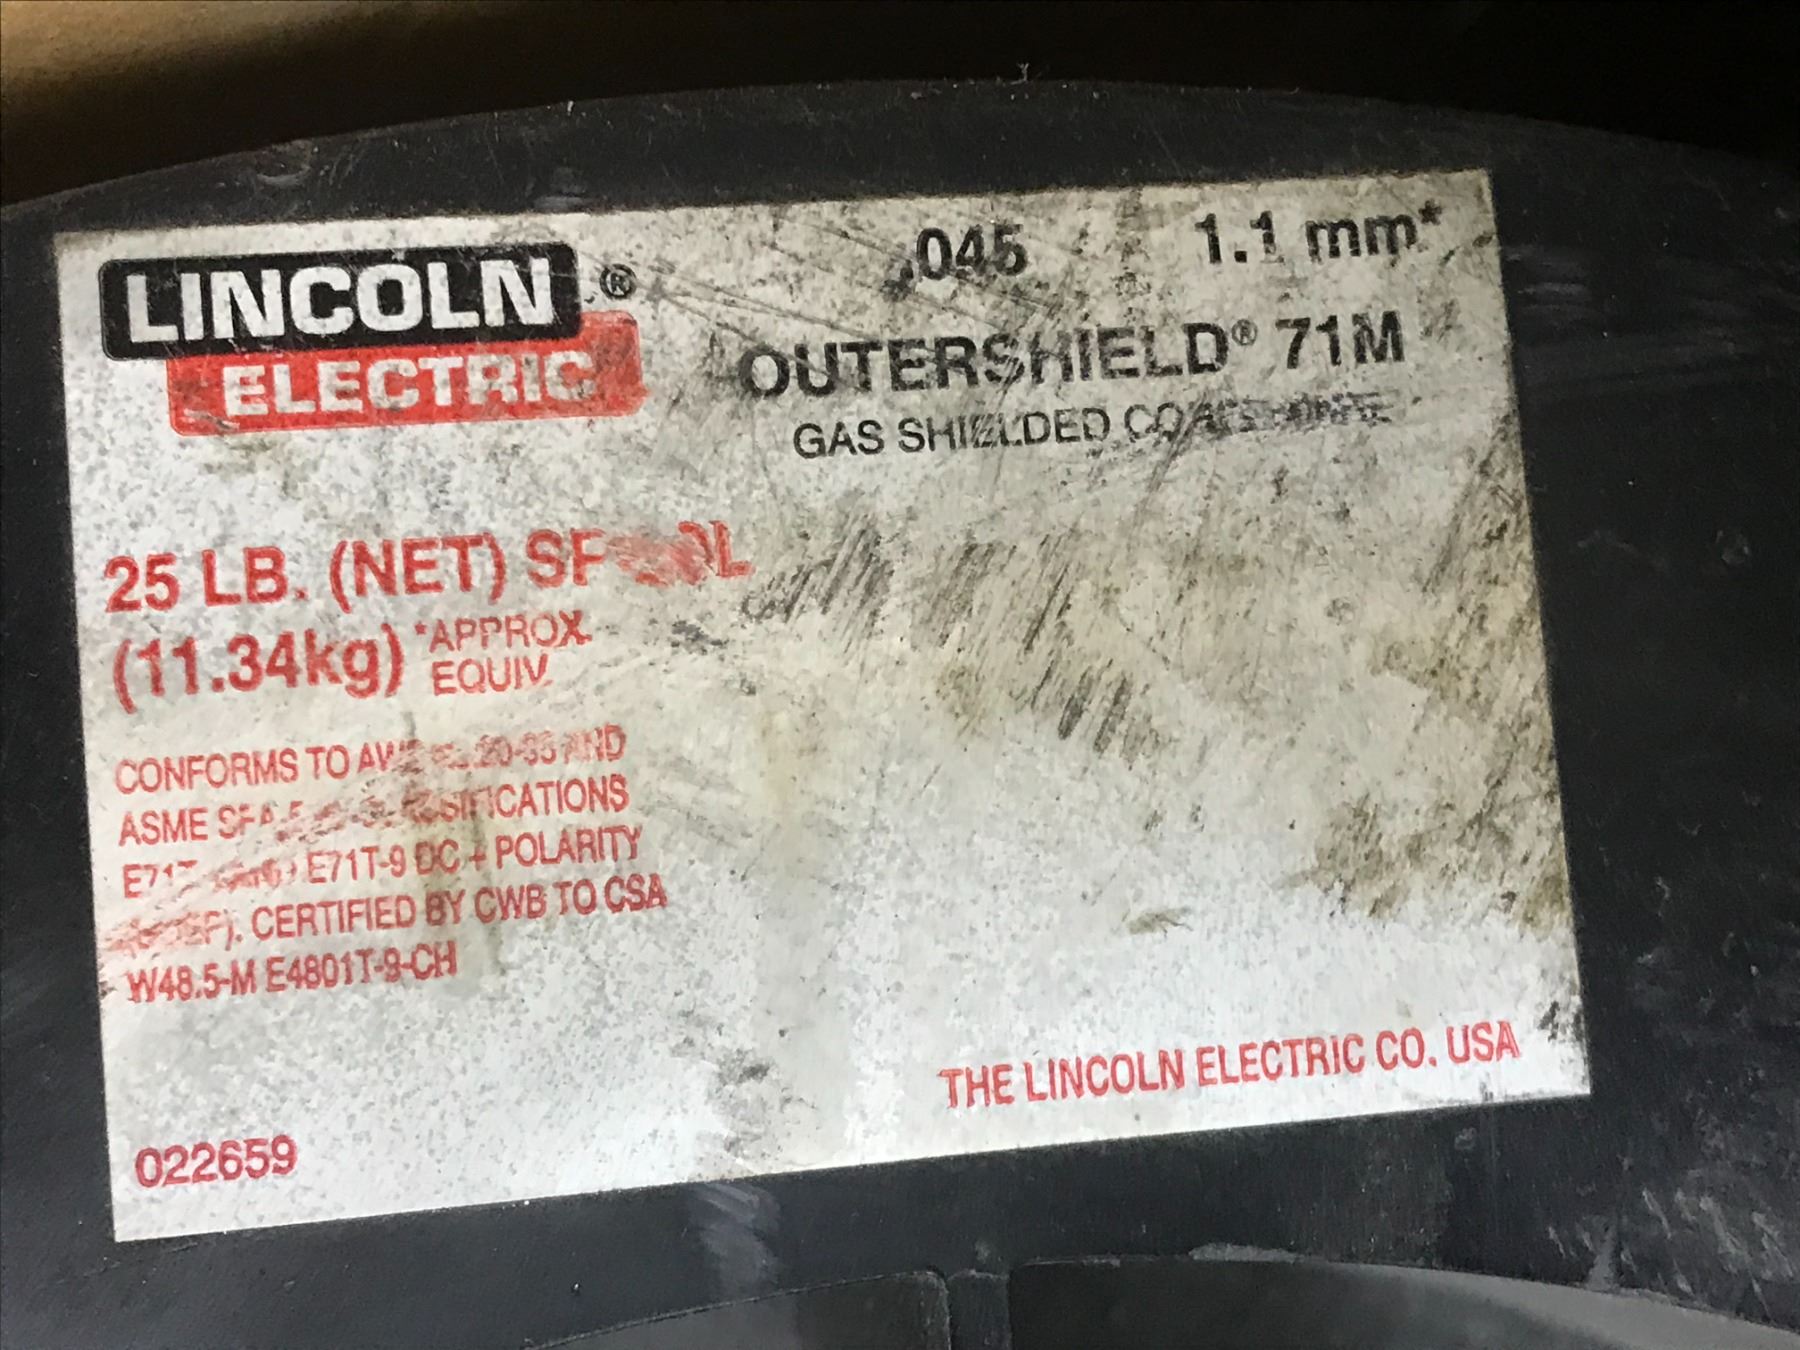 LINCOLN ®
ELECTRIC
.045 1.1 mm*
OUTERSHIELD® 71M
GAS SHIELDED
25 LB. (NET)
(11.34kg) *APPROX.
EQUIV.
CONFORMS TO AND
ASME
E71T-9 DC + POLARITY
CERTIFIED BY CWB TO CSA
W48.5-M E4801T-9-CH
THE LINCOLN ELECTRIC CO. USA
022659